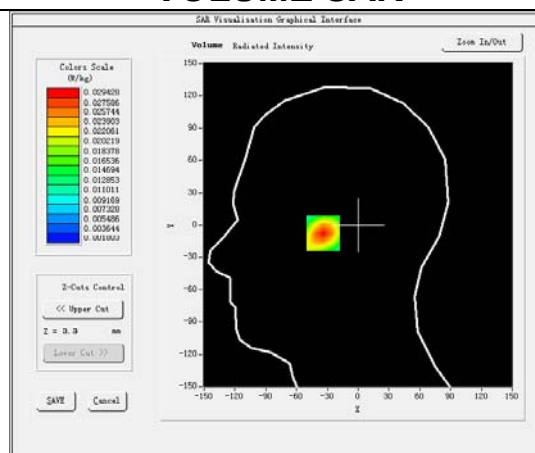 SAR Visualisation Graphical Interface
Volume Radiated Intensity
Zoom In/Out
Colors Scale
(W/kg)
0.029428
0.027586
0.025744
0.023903
0.022061
0.020219
0.018378
0.016536
0.014694
0.012853
0.011011
0.009169
0.007328
0.005486
0.003644
0.001803
Z-Cuts Control
<< Upper Cut
Z = 3.3 mm
Lower Cut >>
SAVE
Cancel
150-
120-
90-
60-
30-
0-
-30-
-60-
-90-
-120-
-150-
Y
-150 -120 -90 -60 -30 0 30 60 90 120 150
X